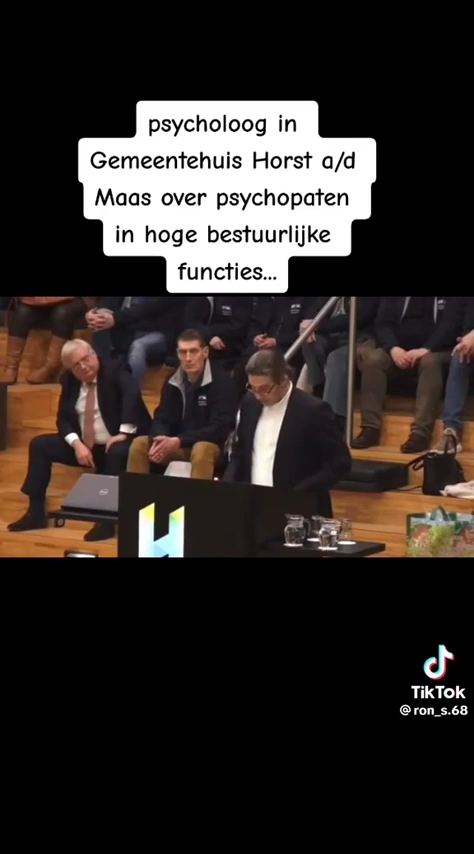 psycholoog in
Gemeentehuis Horst a/d
Maas over psychopaten
in hoge bestuurlijke
functies...
H
TikTok
@ron_s.68